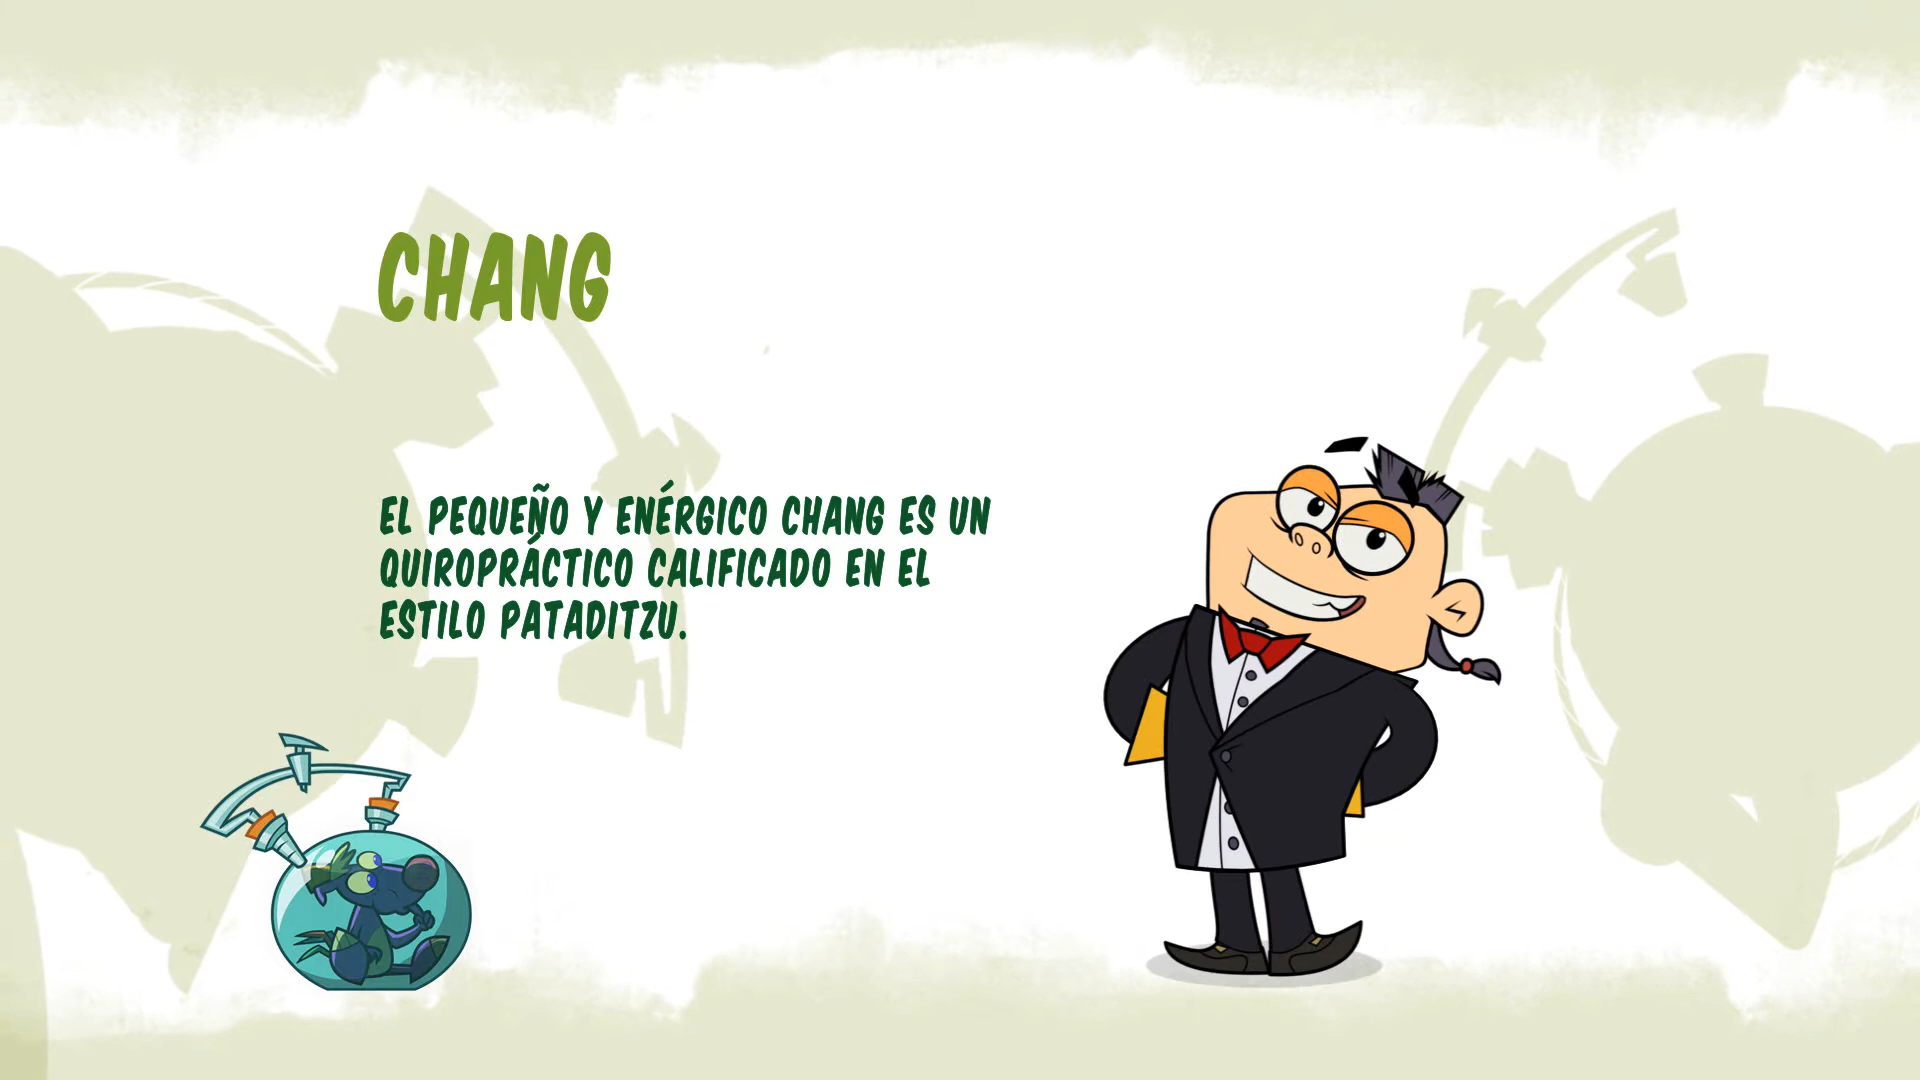 CHANG
EL PEQUEÑO Y ENÉRGICO CHANG ES UN
QUIROPRÁCTICO CALIFICADO EN EL
ESTILO PATADITZU.